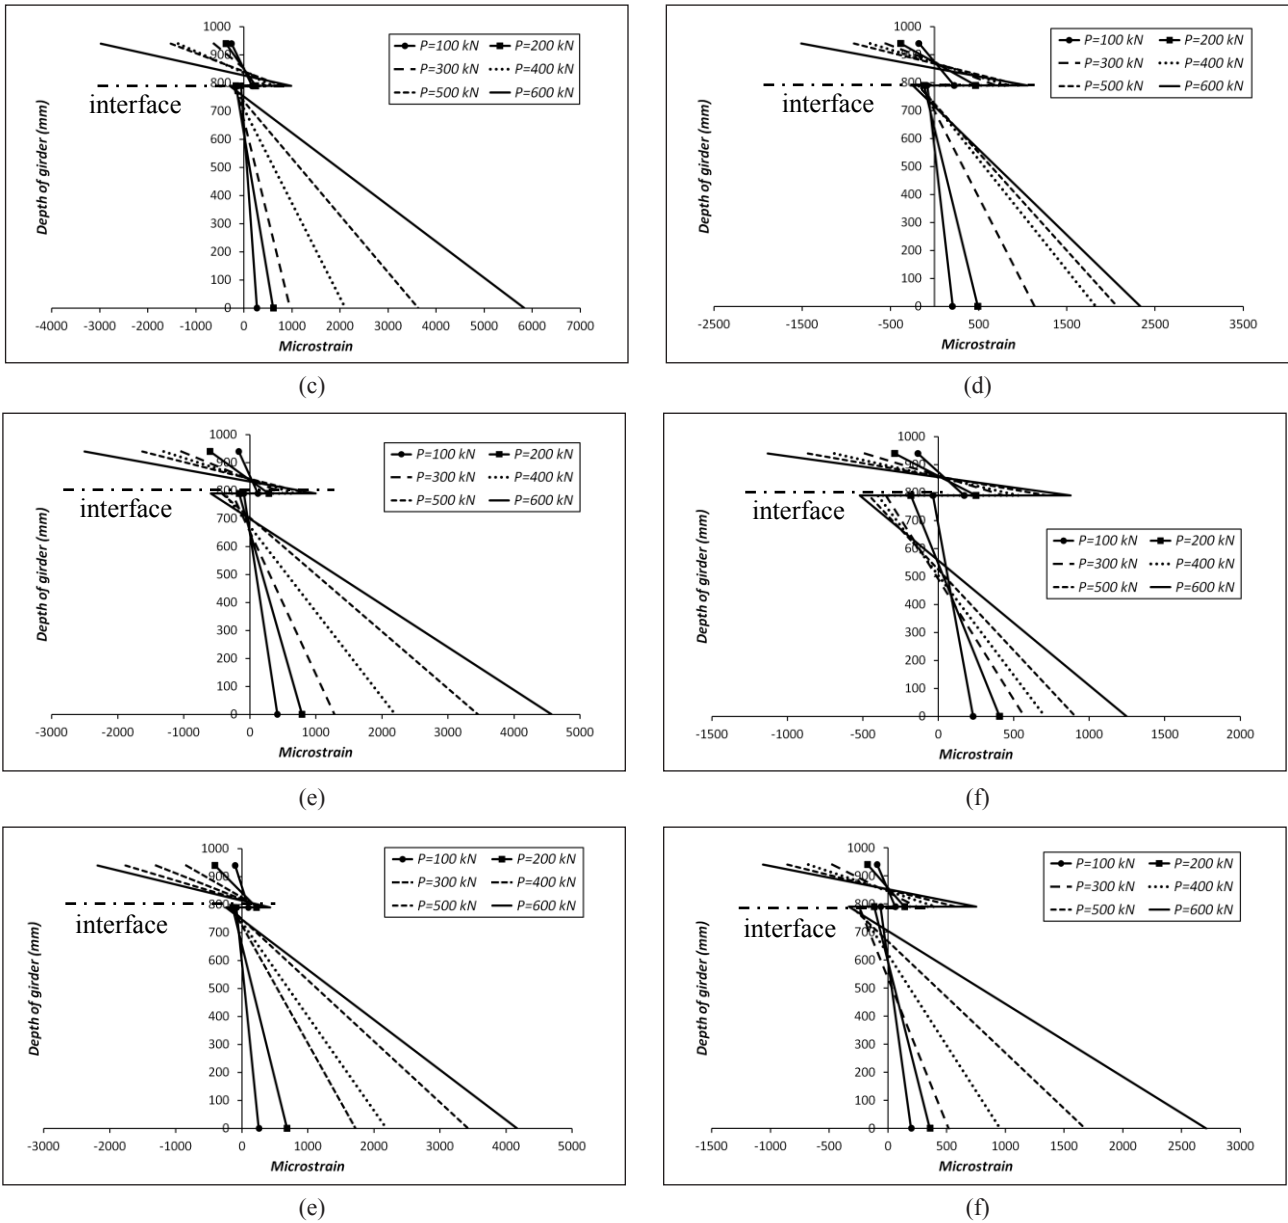 1000
900
800
700
600
500
400
300
200
100
0
Depth of girder (mm)
P=100 kN P=200 kN
P=300 kN P=400 kN
P=500 kN P=600 kN
interface
-4000 -3000 -2000 -1000 0 1000 2000 3000 4000 5000 6000 7000
Microstrain
(c)
1000
900
800
700
600
500
400
300
200
100
0
Depth of girder (mm)
P=100 kN P=200 kN
P=300 kN P=400 kN
P=500 kN P=600 kN
interface
-2500 -1500 -500 500 1500 2500 3500
Microstrain
(d)
1000
900
800
700
600
500
400
300
200
100
0
Depth of girder (mm)
P=100 kN P=200 kN
P=300 kN P=400 kN
P=500 kN P=600 kN
interface
-3000 -2000 -1000 0 1000 2000 3000 4000 5000
Microstrain
(e)
1000
900
800
700
600
500
400
300
200
100
0
Depth of girder (mm)
P=100 kN P=200 kN
P=300 kN P=400 kN
P=500 kN P=600 kN
interface
-1500 -1000 -500 0 500 1000 1500 2000
Microstrain
(f)
1000
900
800
700
600
500
400
300
200
100
0
Depth of girder (mm)
P=100 kN P=200 kN
P=300 kN P=400 kN
P=500 kN P=600 kN
interface
-3000 -2000 -1000 0 1000 2000 3000 4000 5000
Microstrain
(e)
1000
900
800
700
600
500
400
300
200
100
0
Depth of girder (mm)
P=100 kN P=200 kN
P=300 kN P=400 kN
P=500 kN P=600 kN
interface
-1500 -1000 -500 0 500 1000 1500 2000 2500 3000
Microstrain
(f)